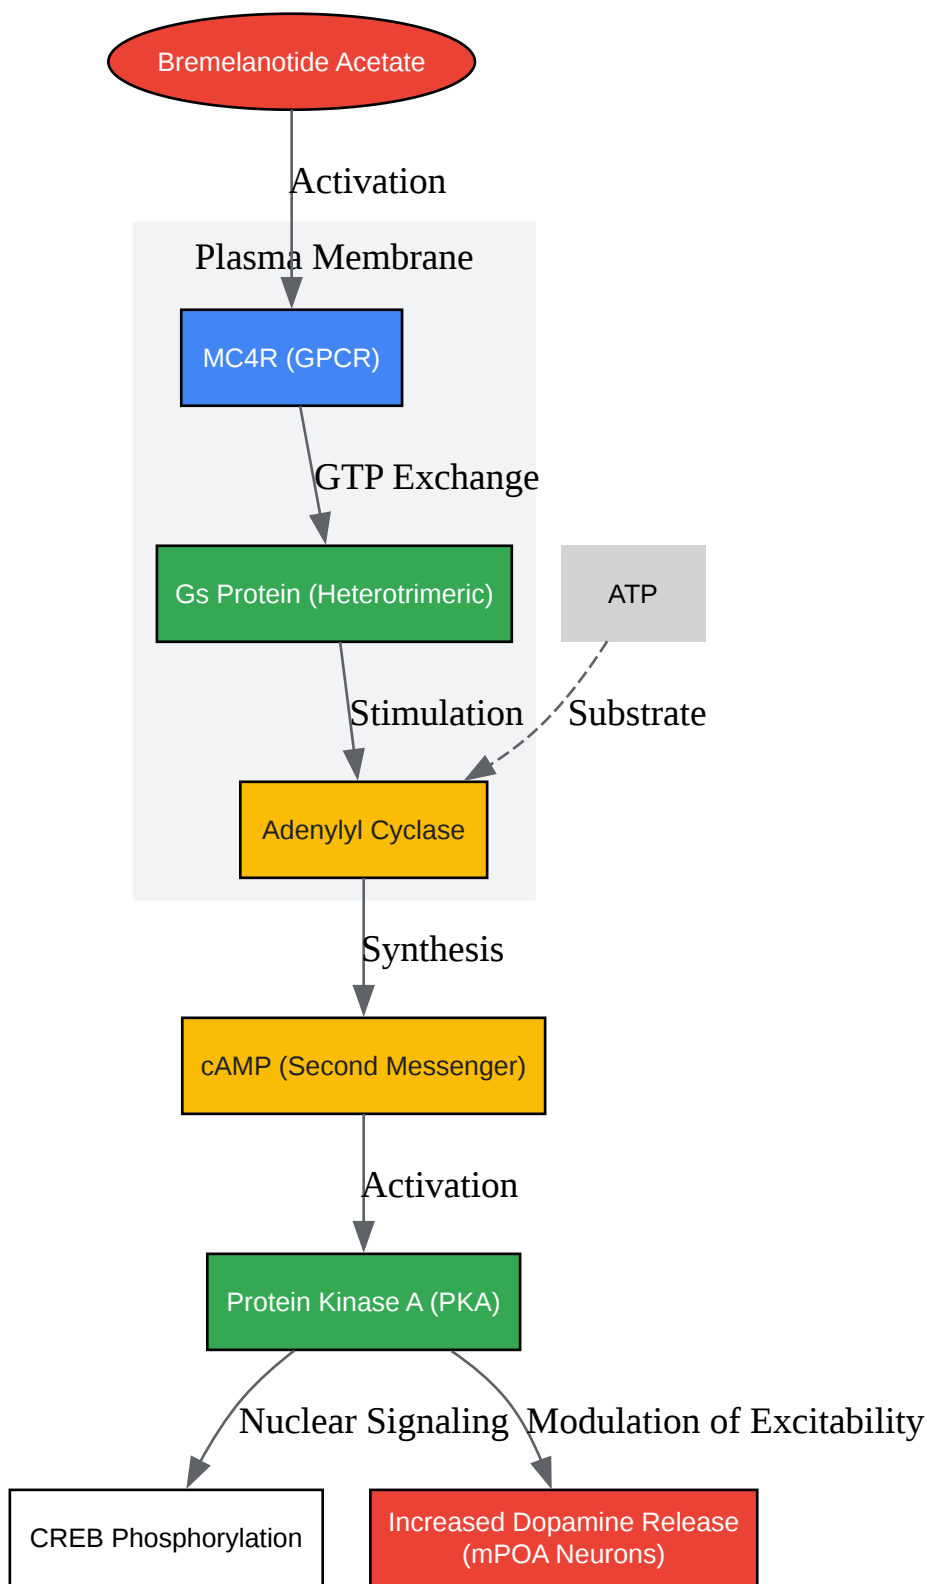 Bremelanotide Acetate
Activation
Plasma Membrane
MC4R (GPCR)
GTP Exchange
Gs Protein (Heterotrimeric)
ATP
Stimulation
Substrate
Adenylyl Cyclase
Synthesis
cAMP (Second Messenger)
Activation
Protein Kinase A (PKA)
Nuclear Signaling
Modulation of Excitability
CREB Phosphorylation
Increased Dopamine Release
(mPOA Neurons)